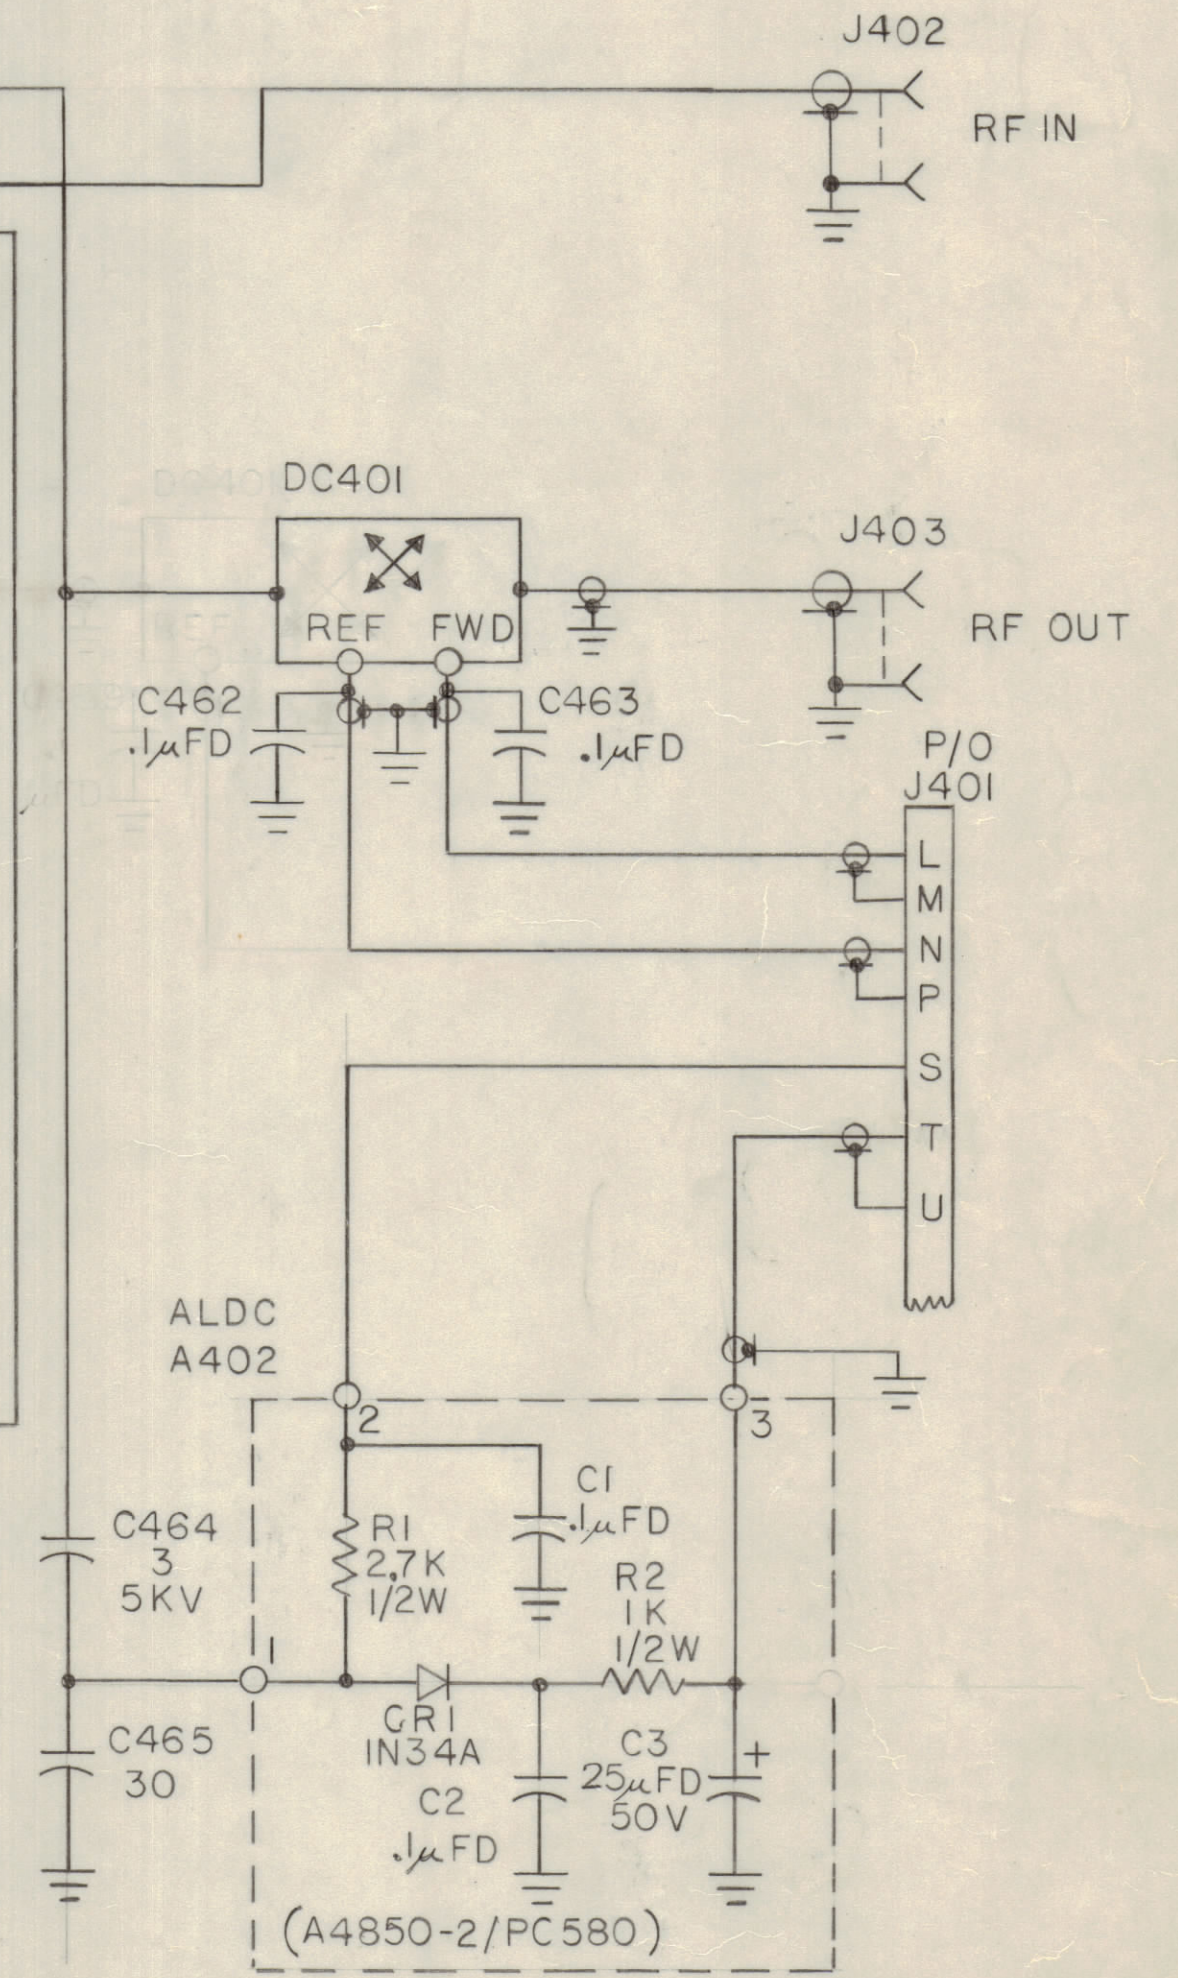 J402
RF IN
DC401
REF FWD
J403
RF OUT
C462
.1μFD
C463
.1μFD
P/O
J401
L
M
N
P
S
T
U
ALDC
A402
2
3
C1
.1μFD
C464
3
5KV
R1
2.7K
1/2W
R2
1K
1/2W
1
CR1
1N34A
C465
30
C2
.1μFD
C3
25μFD
50V
+
(A4850-2/PC580)